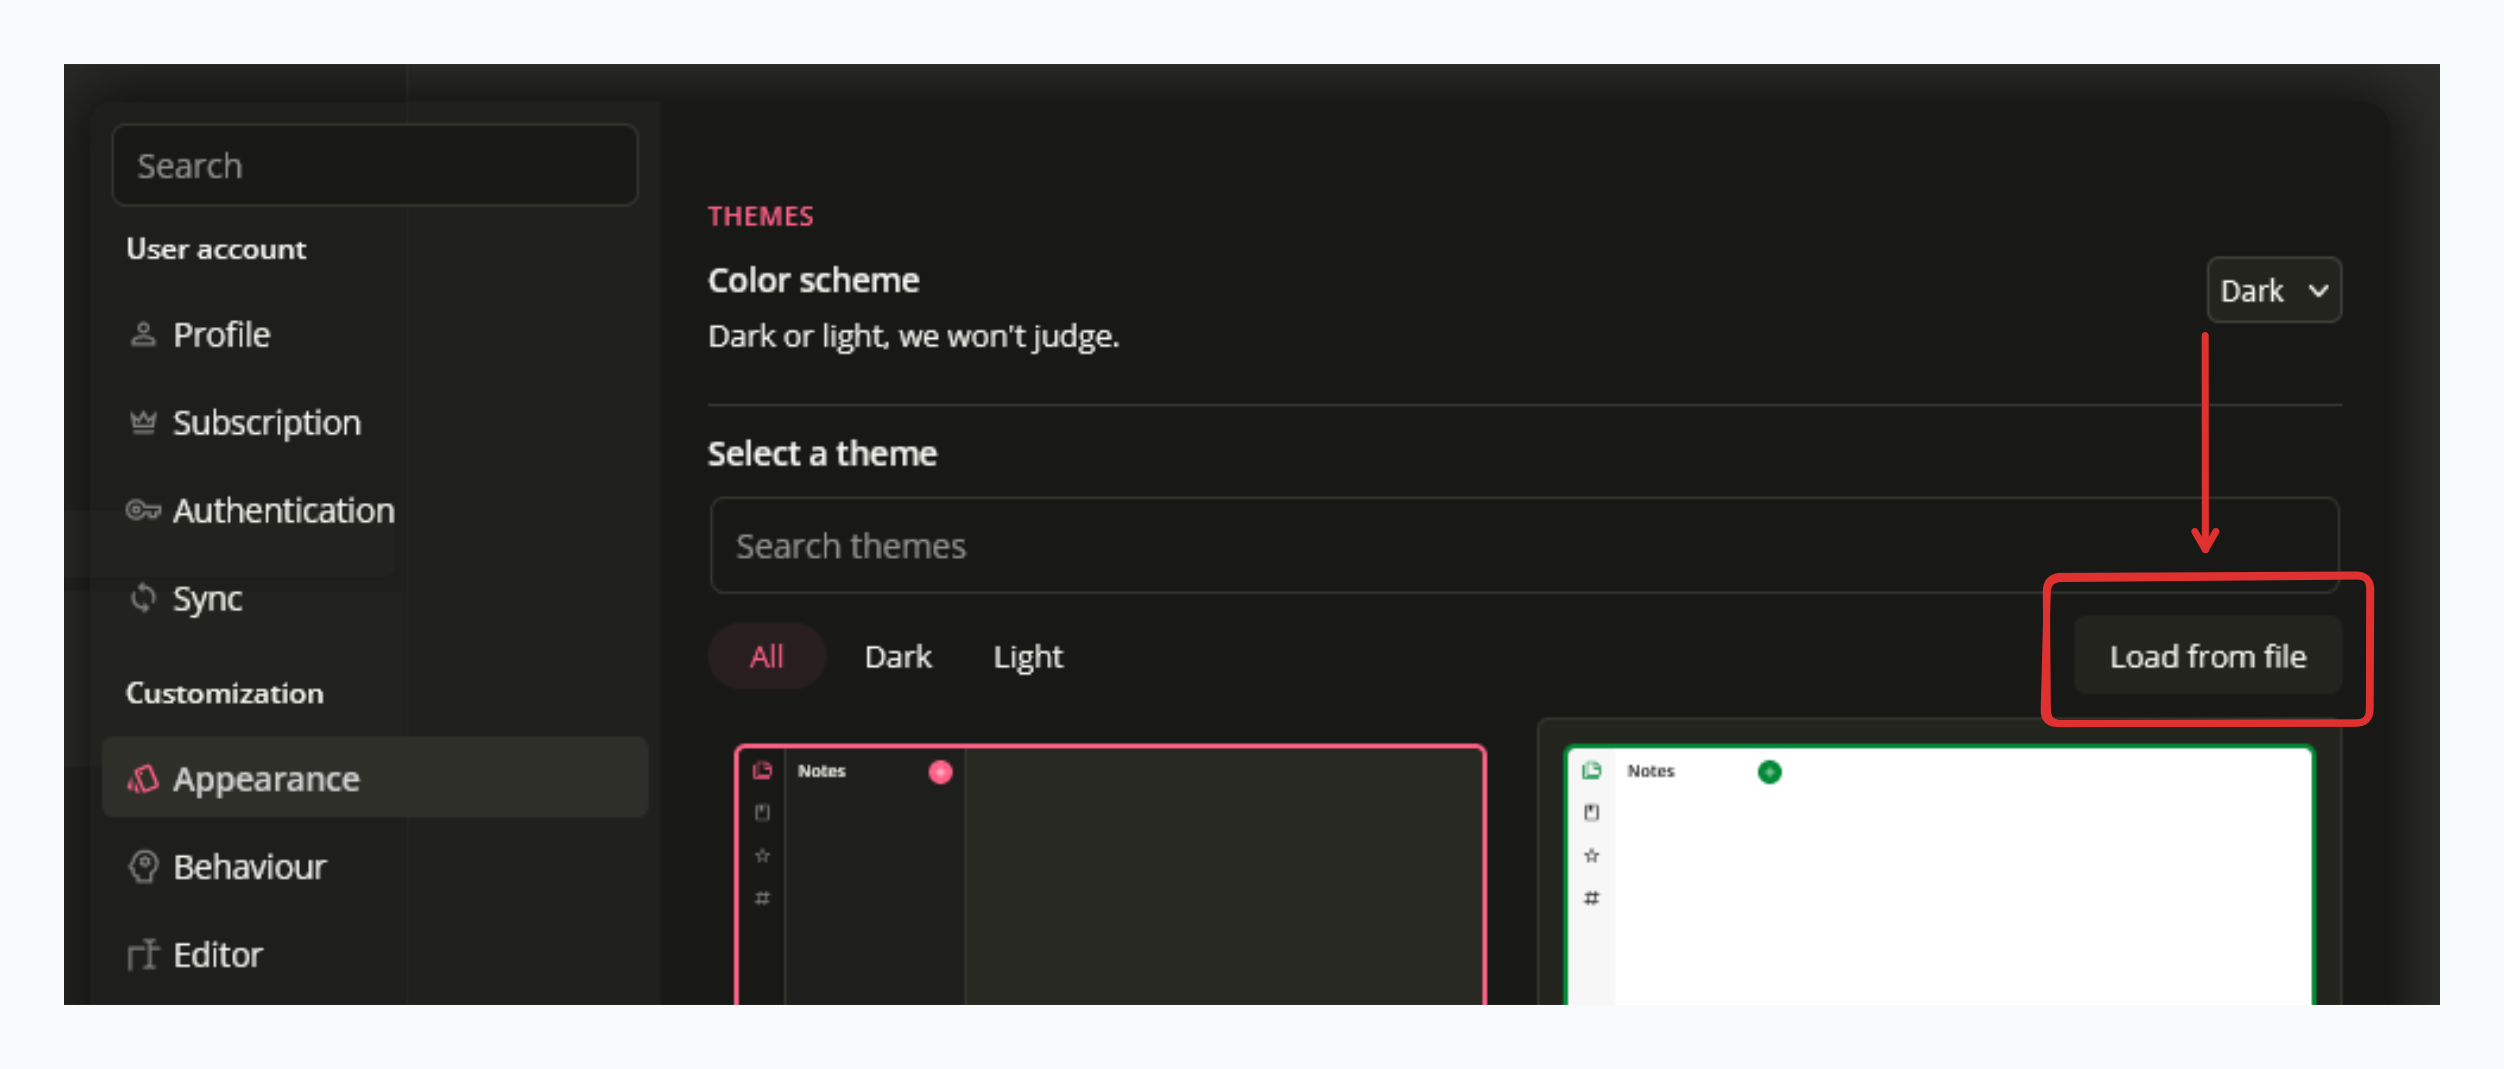 Search
User account
Profile
Subscription
Authentication
Sync
Customization
Appearance
Behaviour
Editor
THEMES
Color scheme
Dark
Dark or light, we won't judge.
Select a theme
Search themes
All Dark Light
Load from file
Notes
Notes